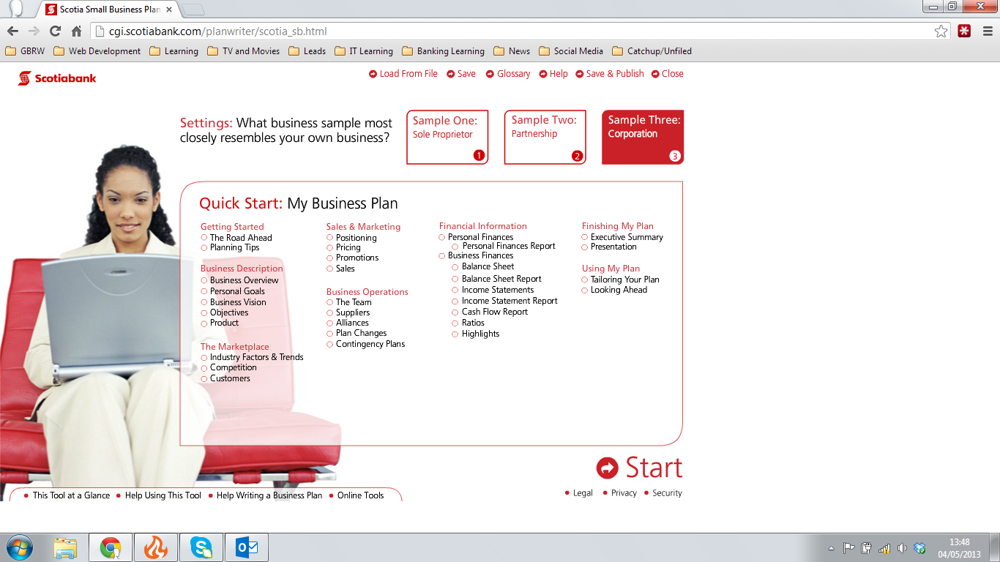 Scotia Small Business Plan
cgi.scotiabank.com/planwriter/scotia_sb.html
GBRW Web Development Learning TV and Movies Leads IT Learning Banking Learning News Social Media Catchup/Unfiled
Scotiabank
Load From File Save Glossary Help Save & Publish Close
Settings: What business sample most
closely resembles your own business?
Sample One:
Sole Proprietor
1
Sample Two:
Partnership
2
Sample Three:
Corporation
3
Quick Start: My Business Plan
Getting Started
The Road Ahead
Planning Tips
Business Description
Business Overview
Personal Goals
Business Vision
Objectives
Product
The Marketplace
Industry Factors & Trends
Competition
Customers
Sales & Marketing
Positioning
Pricing
Promotions
Sales
Business Operations
The Team
Suppliers
Alliances
Plan Changes
Contingency Plans
Financial Information
Personal Finances
Personal Finances Report
Business Finances
Balance Sheet
Balance Sheet Report
Income Statements
Income Statement Report
Cash Flow Report
Ratios
Highlights
Finishing My Plan
Executive Summary
Presentation
Using My Plan
Tailoring Your Plan
Looking Ahead
Start
This Tool at a Glance Help Using This Tool Help Writing a Business Plan Online Tools
Legal Privacy Security
13:48
04/05/2013